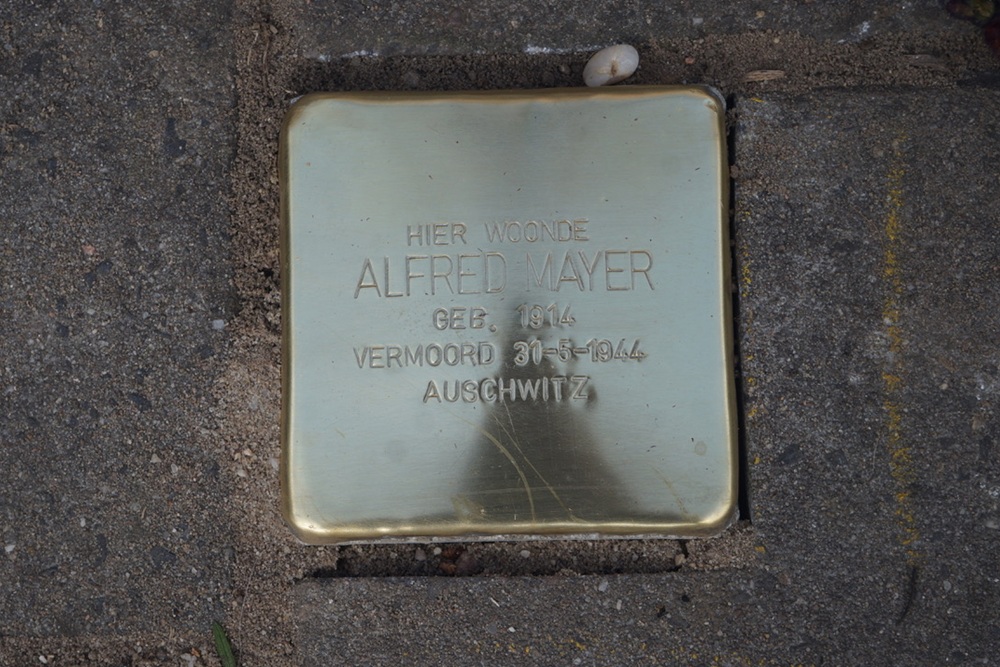 HIER WOONDE
ALFRED MAYER
GEB. 1914
VERMOORD 31-5-1944
AUSCHWITZ